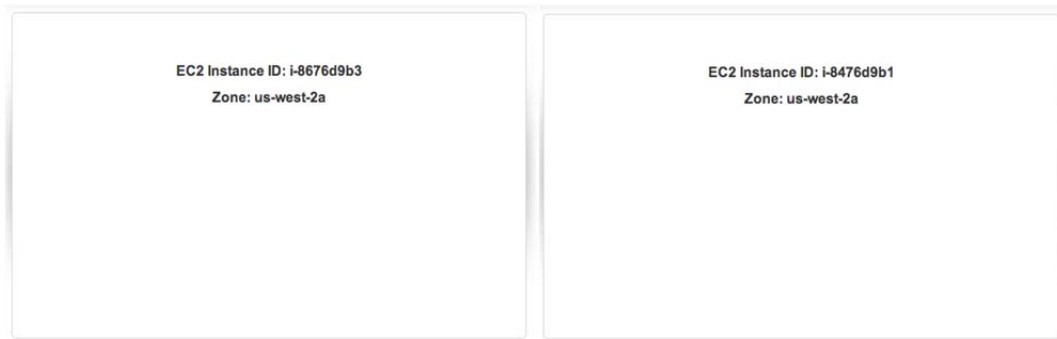 EC2 Instance ID: i-8676d9b3
Zone: us-west-2a
EC2 Instance ID: i-8476d9b1
Zone: us-west-2a